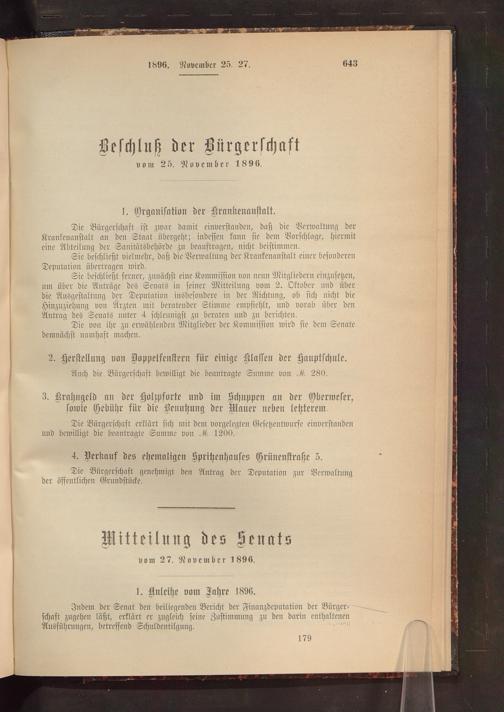 1896. November 25. 27. 643
Beschluß der Bürgerschaft
vom 25. November 1896.
1. Organisation der Krankenanstalt.
Die Bürgerschaft ist zwar damit einverstanden, daß die Verwaltung der
Krankenanstalt an den Staat übergeht; indessen kann sie dem Vorschlage, hiermit
eine Abteilung der Sanitätsbehörde zu beauftragen, nicht beistimmen.
Sie beschließt vielmehr, daß die Verwaltung der Krankenanstalt einer besonderen
Deputation übertragen wird.
Sie beschließt ferner, zunächst eine Kommission von neun Mitgliedern einzusetzen,
um über die Anträge des Senats in seiner Mitteilung vom 2. Oktober und über
die Ausgestaltung der Deputation insbesondere in der Richtung, ob sich nicht die
Hinzuziehung von Ärzten mit beratender Stimme empfiehlt, und vorab über den
Antrag des Senats unter 4 schleunigst zu beraten und zu berichten.
Die von ihr zu erwählenden Mitglieder der Kommission wird sie dem Senate
demnächst namhaft machen.
2. Herstellung von Doppelfenstern für einige Klassen der Hauptschule.
Auch die Bürgerschaft bewilligt die beantragte Summe von ℳ 280.
3. Krahngeld an der Holzpforte und im Schuppen an der Oberweser,
sowie Gebühr für die Benutzung der Mauer neben letzterem
Die Bürgerschaft erklärt sich mit dem vorgelegten Gesetzentwurfe einverstanden
und bewilligt die beantragte Summe von ℳ 1200.
4. Verkauf des ehemaligen Spritzenhauses Grünenstraße 5.
Die Bürgerschaft genehmigt den Antrag der Deputation zur Verwaltung
der öffentlichen Grundstücke.
Mitteilung des Senats
vom 27. November 1896.
1. Anleihe vom Jahre 1896.
Indem der Senat den beiliegenden Bericht der Finanzdeputation der Bürger-
schaft zugehen läßt, erklärt er zugleich seine Zustimmung zu den darin enthaltenen
Ausführungen, betreffend Schuldentilgung.
179